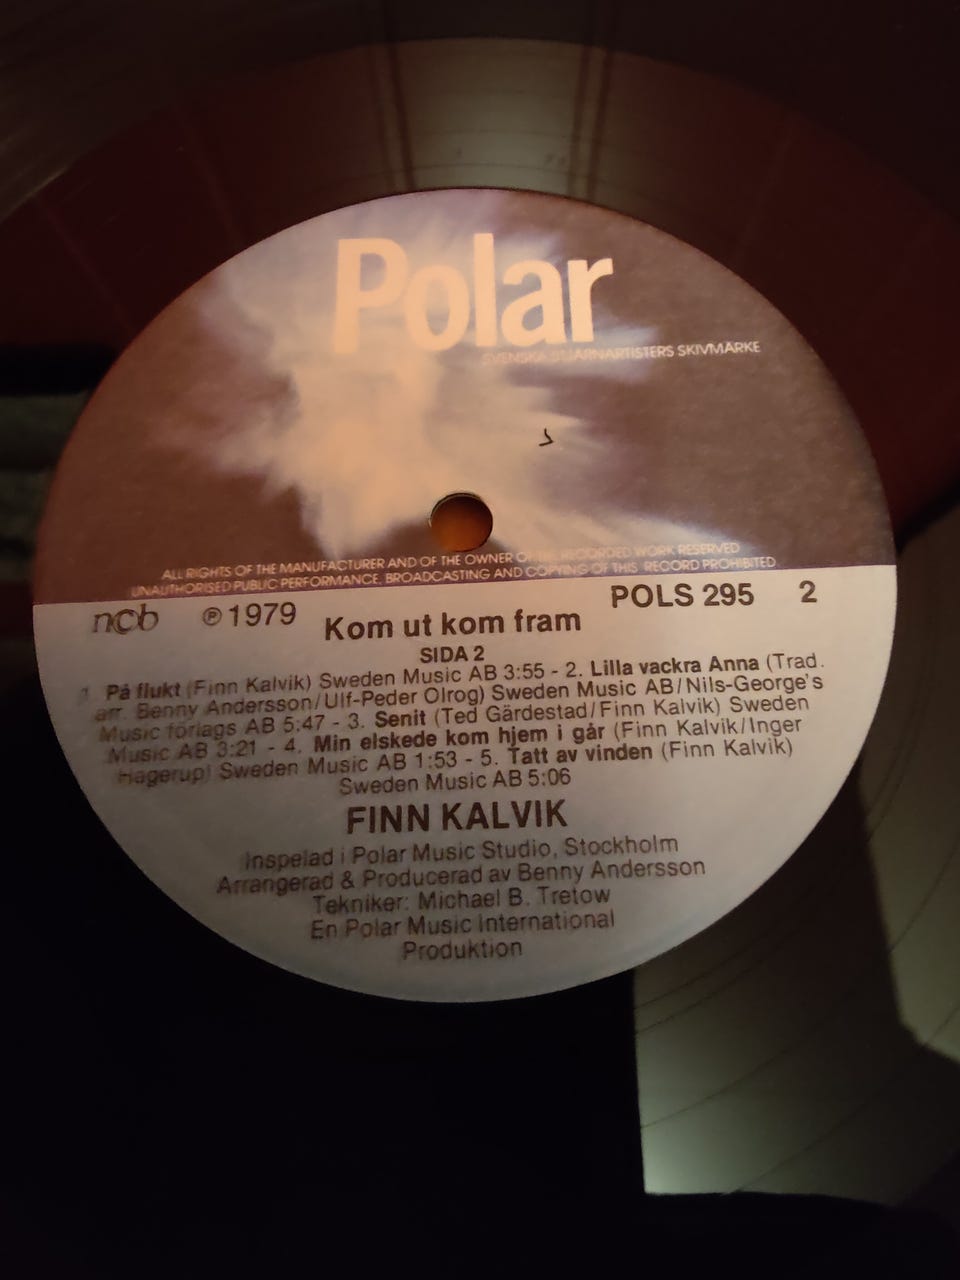 Polar
SVENSKA STJÄRNARTISTERS SKIVMÄRKE
ALL RIGHTS OF THE MANUFACTURER AND OF THE OWNER OF THE RECORDED WORK RESERVED
UNAUTHORISED PUBLIC PERFORMANCE, BROADCASTING AND COPYING OF THIS RECORD PROHIBITED
ncb ℗ 1979 Kom ut kom fram POLS 295 2
SIDA 2
1. På flukt (Finn Kalvik) Sweden Music AB 3:55 - 2. Lilla vackra Anna (Trad.
arr. Benny Andersson/Ulf-Peder Olrog) Sweden Music AB/Nils-George's
Music förlags AB 5:47 - 3. Senit (Ted Gärdestad/Finn Kalvik) Sweden
Music AB 3:21 - 4. Min elskede kom hjem i går (Finn Kalvik/Inger
Hagerup) Sweden Music AB 1:53 - 5. Tatt av vinden (Finn Kalvik)
Sweden Music AB 5:06
FINN KALVIK
Inspelad i Polar Music Studio, Stockholm
Arrangerad & Producerad av Benny Andersson
Tekniker: Michael B. Tretow
En Polar Music International
Produktion